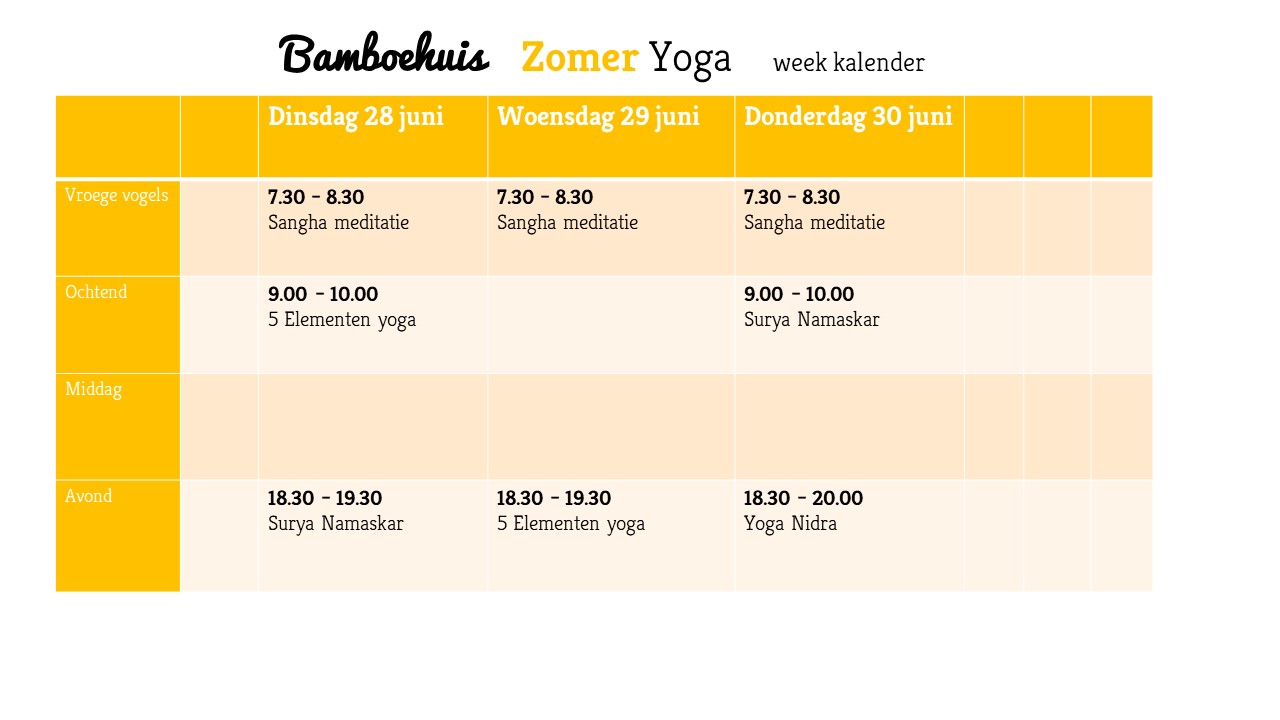 Bamboehuis Zomer Yoga week kalender
Dinsdag 28 juni Woensdag 29 juni Donderdag 30 juni
Vroege vogels 7.30 – 8.30 7.30 – 8.30 7.30 – 8.30
Sangha meditatie Sangha meditatie Sangha meditatie
Ochtend 9.00 – 10.00 9.00 – 10.00
5 Elementen yoga Surya Namaskar
Middag
Avond 18.30 – 19.30 18.30 – 19.30 18.30 – 20.00
Surya Namaskar 5 Elementen yoga Yoga Nidra